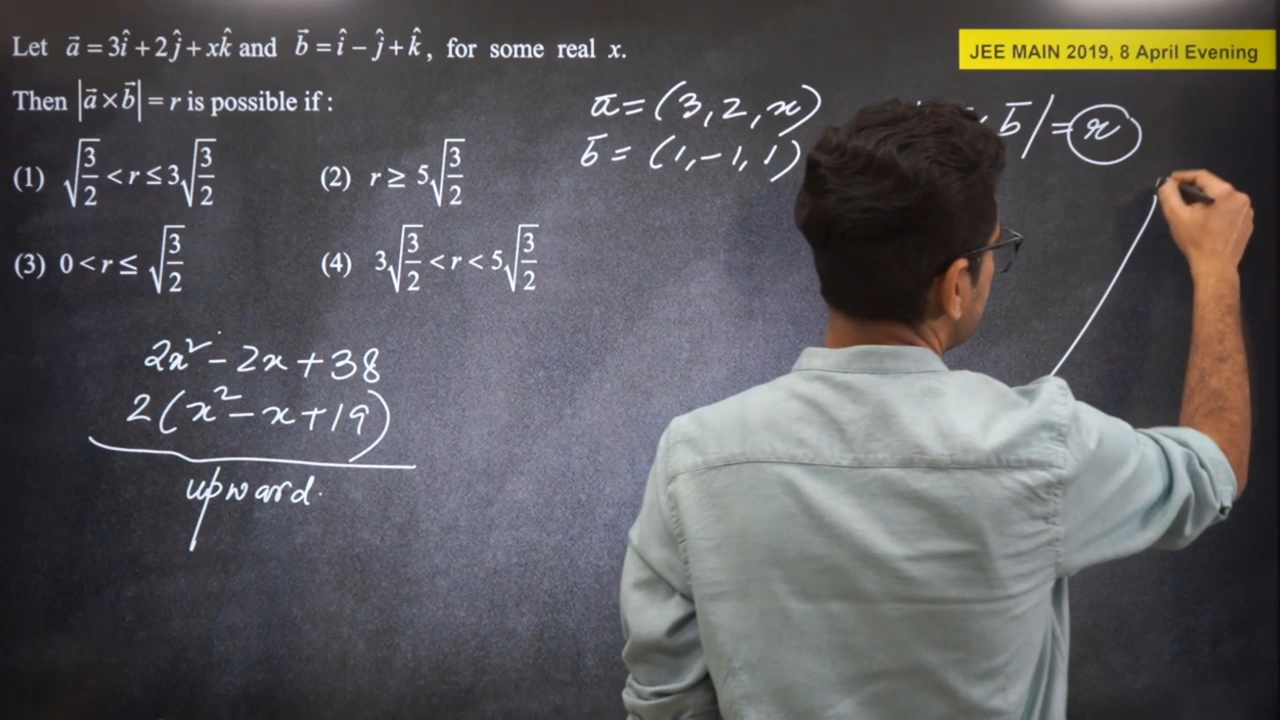 Let a⃗ = 3î + 2ĵ + xk̂ and b⃗ = î − ĵ + k̂, for some real x.
JEE MAIN 2019, 8 April Evening
Then |a⃗ × b⃗| = r is possible if :
(1) √(3/2) < r ≤ 3√(3/2)
(2) r ≥ 5√(3/2)
(3) 0 < r ≤ √(3/2)
(4) 3√(3/2) < r < 5√(3/2)
a̅ = (3, 2, x)
b̅ = (1, -1, 1)
b̅| = r
2x² - 2x + 38
2(x² - x + 19)
upward.